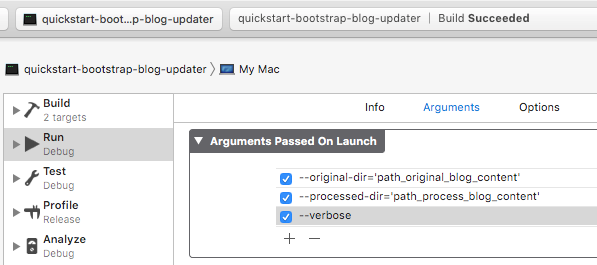 quickstart-boot...p-blog-updater
quickstart-bootstrap-blog-updater | Build Succeeded
quickstart-bootstrap-blog-updater My Mac
Build
2 targets
Run
Debug
Test
Debug
Profile
Release
Analyze
Debug
Info Arguments Options
Arguments Passed On Launch
--original-dir='path_original_blog_content'
--processed-dir='path_process_blog_content'
--verbose